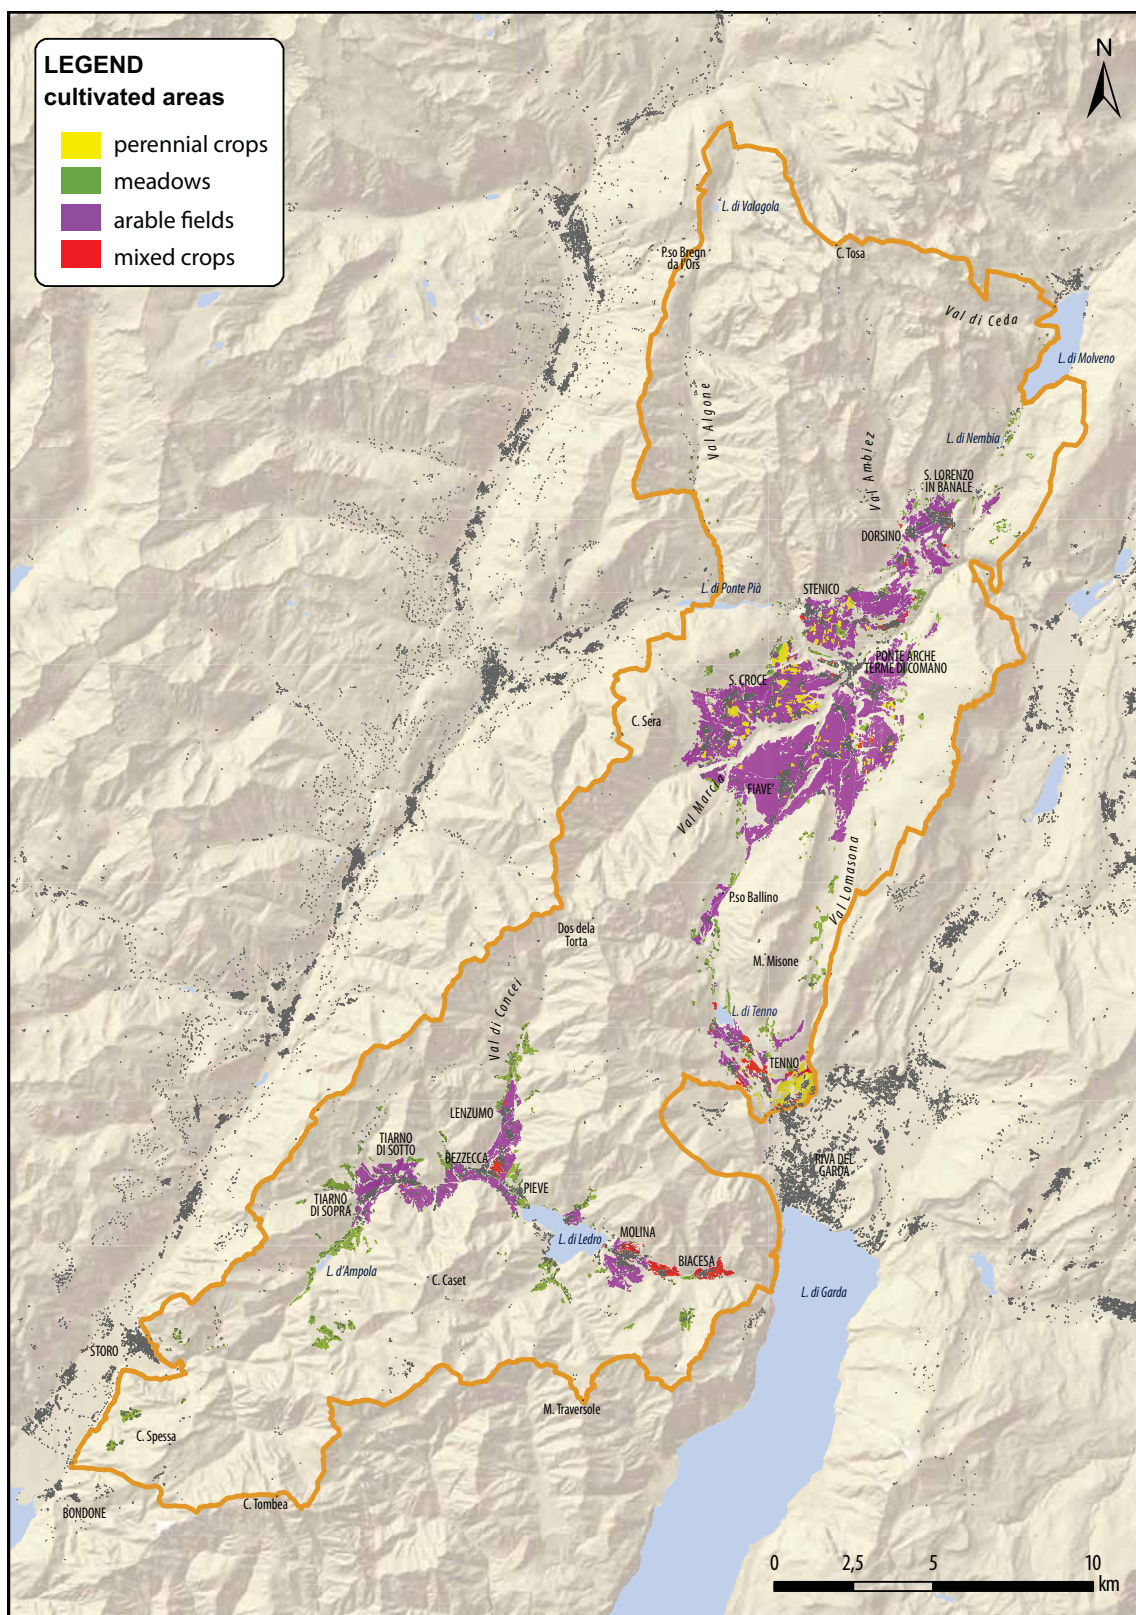 LEGEND
cultivated areas
perennial crops
meadows
arable fields
mixed crops
N
L. di Valagola
P.so Bregn
da l'Ors
C. Tosa
Val di Ceda
L. di Molveno
Val Algone
L. di Nembia
Val Ambiez
S. LORENZO
IN BANALE
DORSINO
L. di Ponte Pià
STENICO
PONTE ARCHE
TERME DI COMANO
S. CROCE
C. Sera
FIAVE'
Val Marcia
Val Lomasona
P.so Ballino
Dos dela
Torta
M. Misone
Val di Concei
L. di Tenno
TENNO
LENZUMO
TIARNO
DI SOTTO
BEZZECCA
RIVA DEL
GARDA
TIARNO
DI SOPRA
PIEVE
MOLINA
L. di Ledro
BIACESA
L. d'Ampola
C. Caset
L. di Garda
STORO
M. Traversole
C. Spessa
C. Tombea
BONDONE
0 2,5 5 10
km